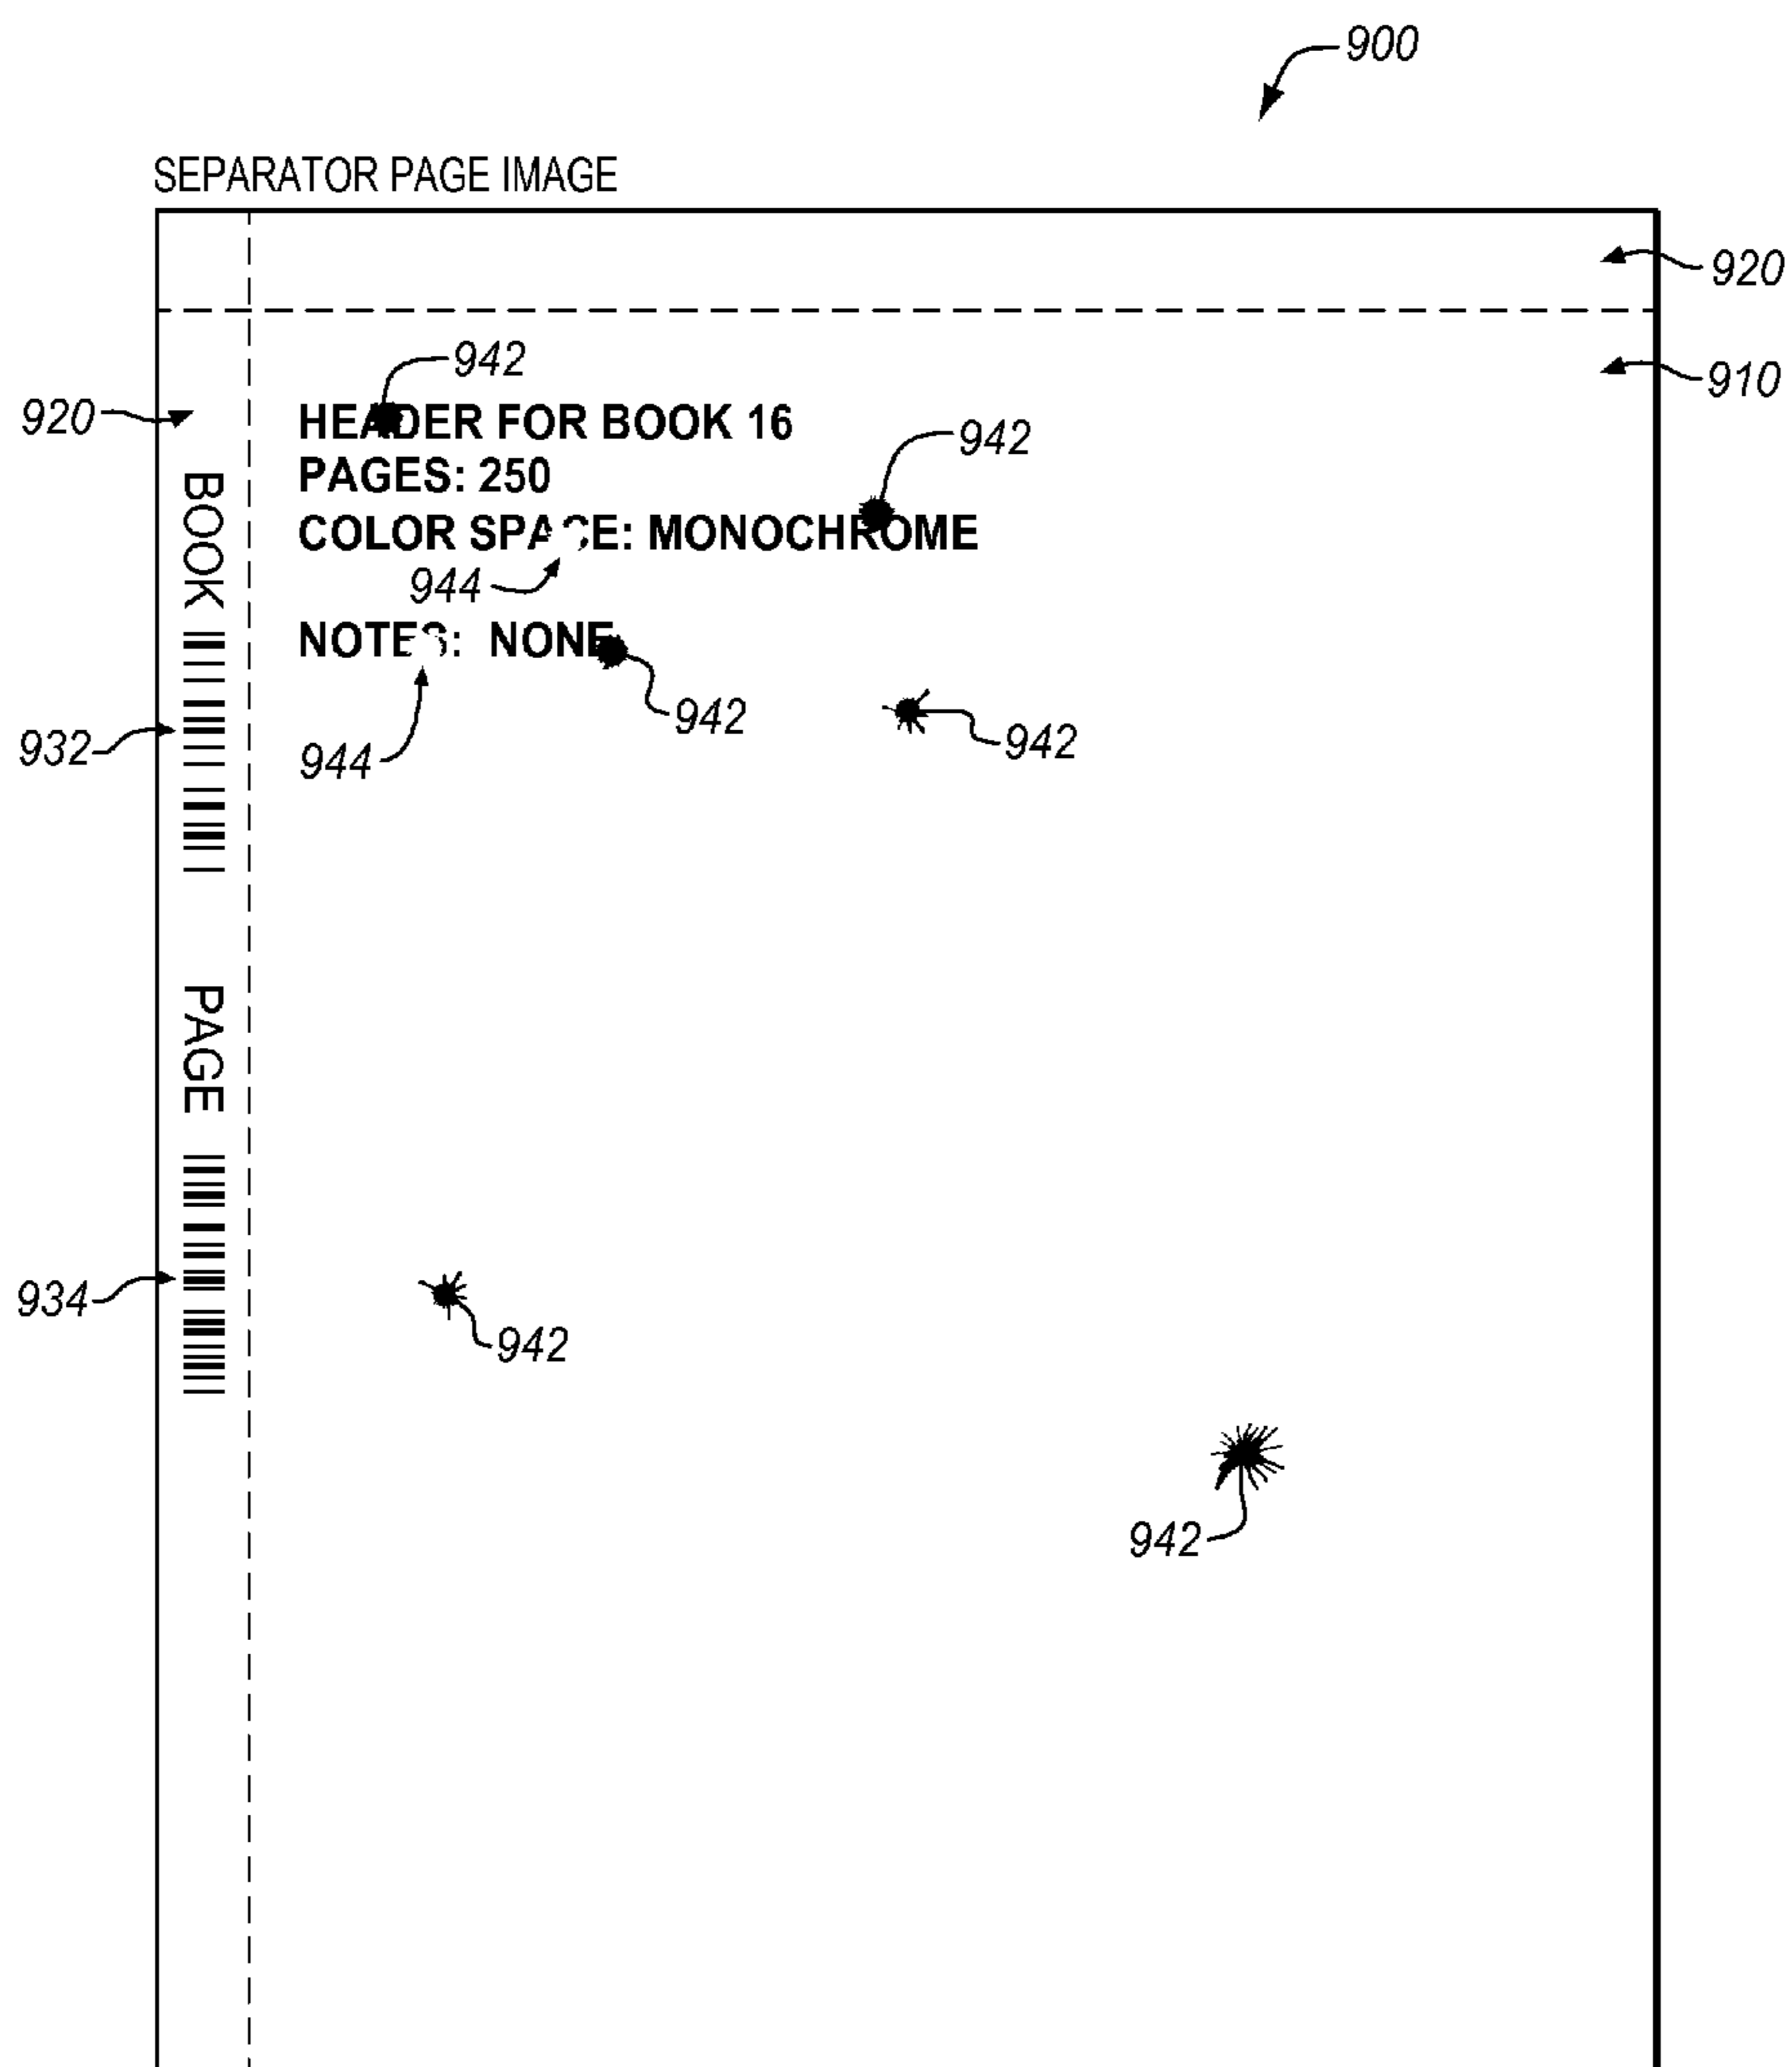 900
SEPARATOR PAGE IMAGE
920
942
910
920
HEADER FOR BOOK 16
942
PAGES: 250
COLOR SPACE: MONOCHROME
944
BOOK
NOTES: NONE
942
942
932
944
PAGE
934
942
942